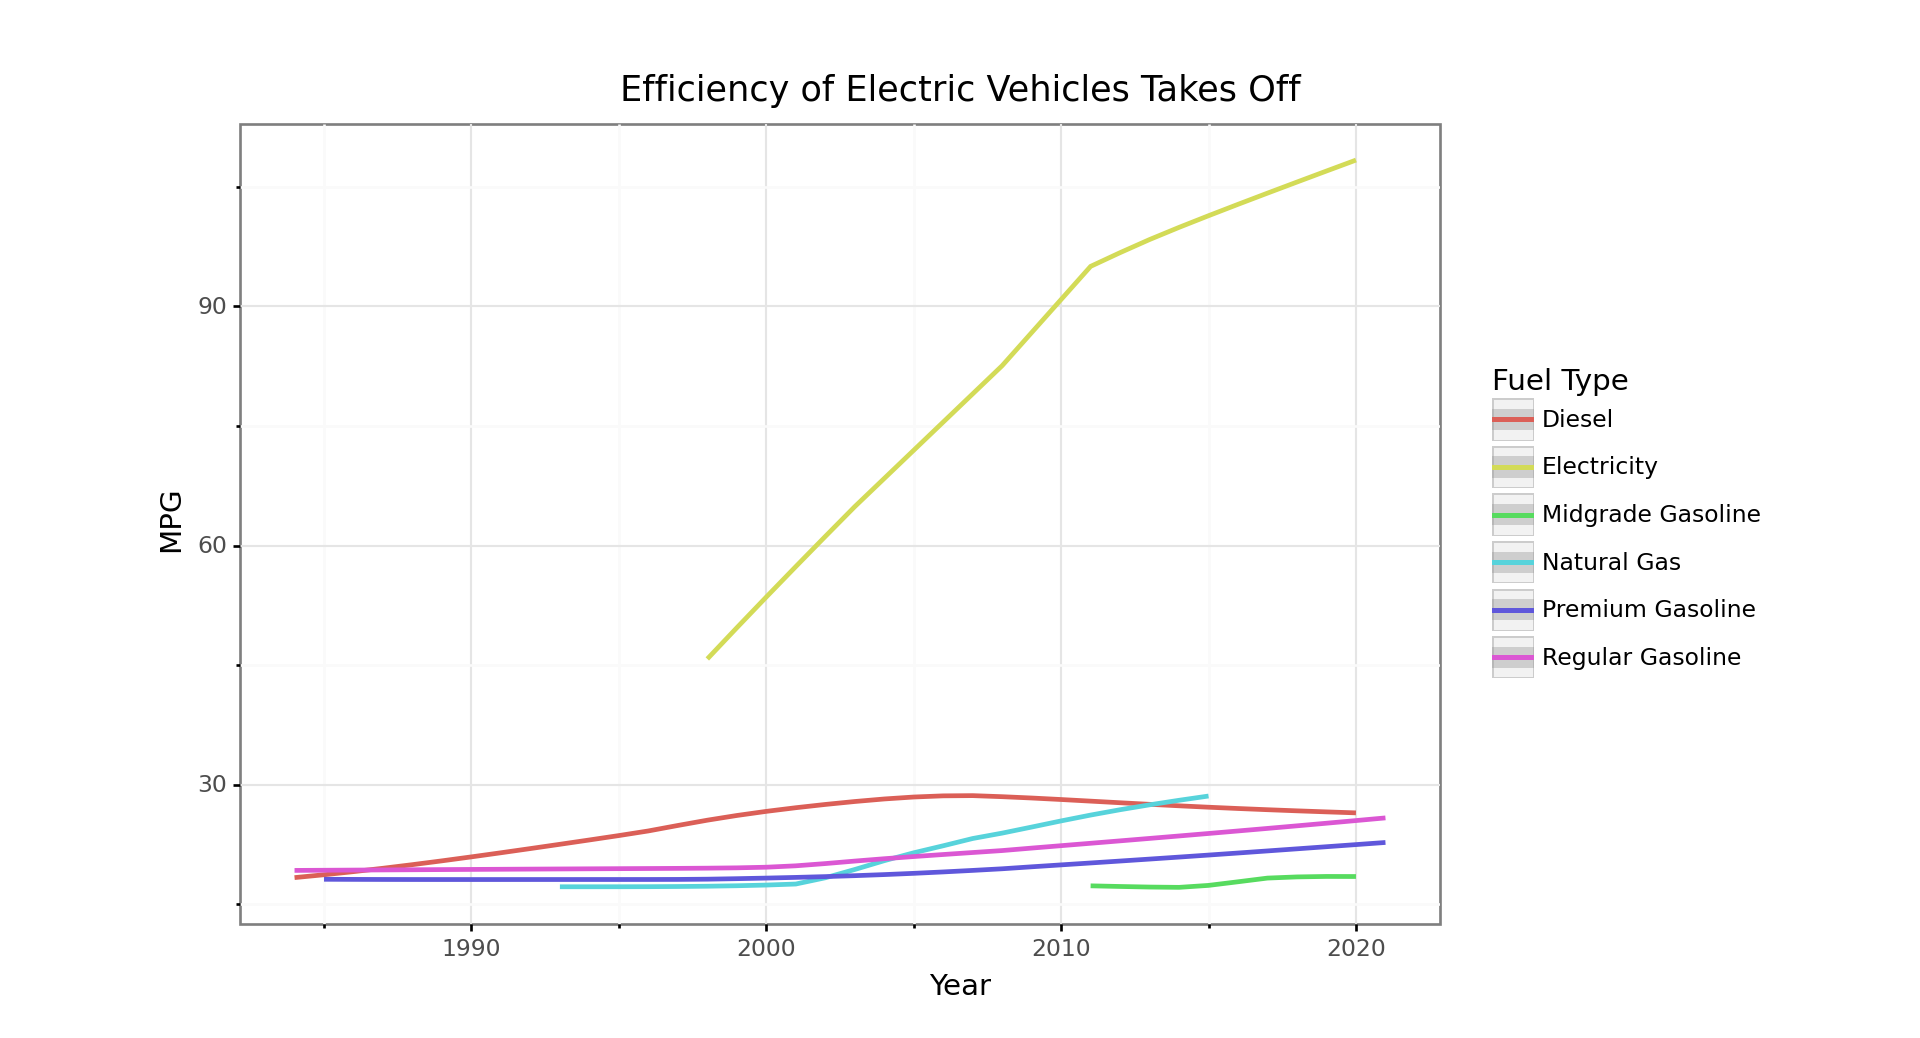 Efficiency of Electric Vehicles Takes Off
MPG
90
60
30
1990
2000
2010
2020
Year
Fuel Type
Diesel
Electricity
Midgrade Gasoline
Natural Gas
Premium Gasoline
Regular Gasoline